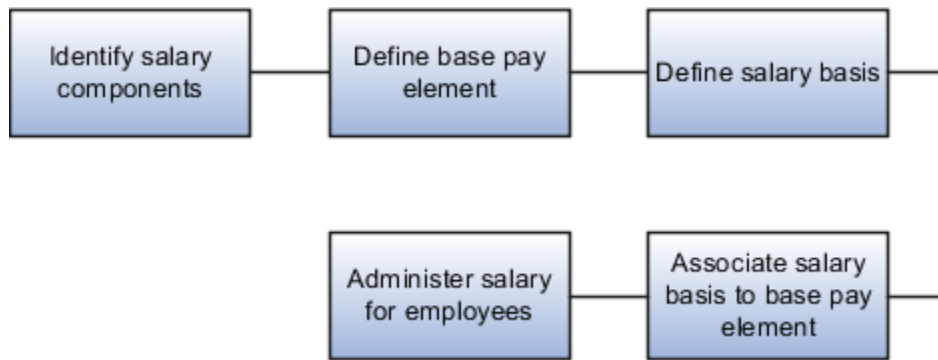 Identify salary
components
Define base pay
element
Define salary basis
Administer salary
for employees
Associate salary
basis to base pay
element